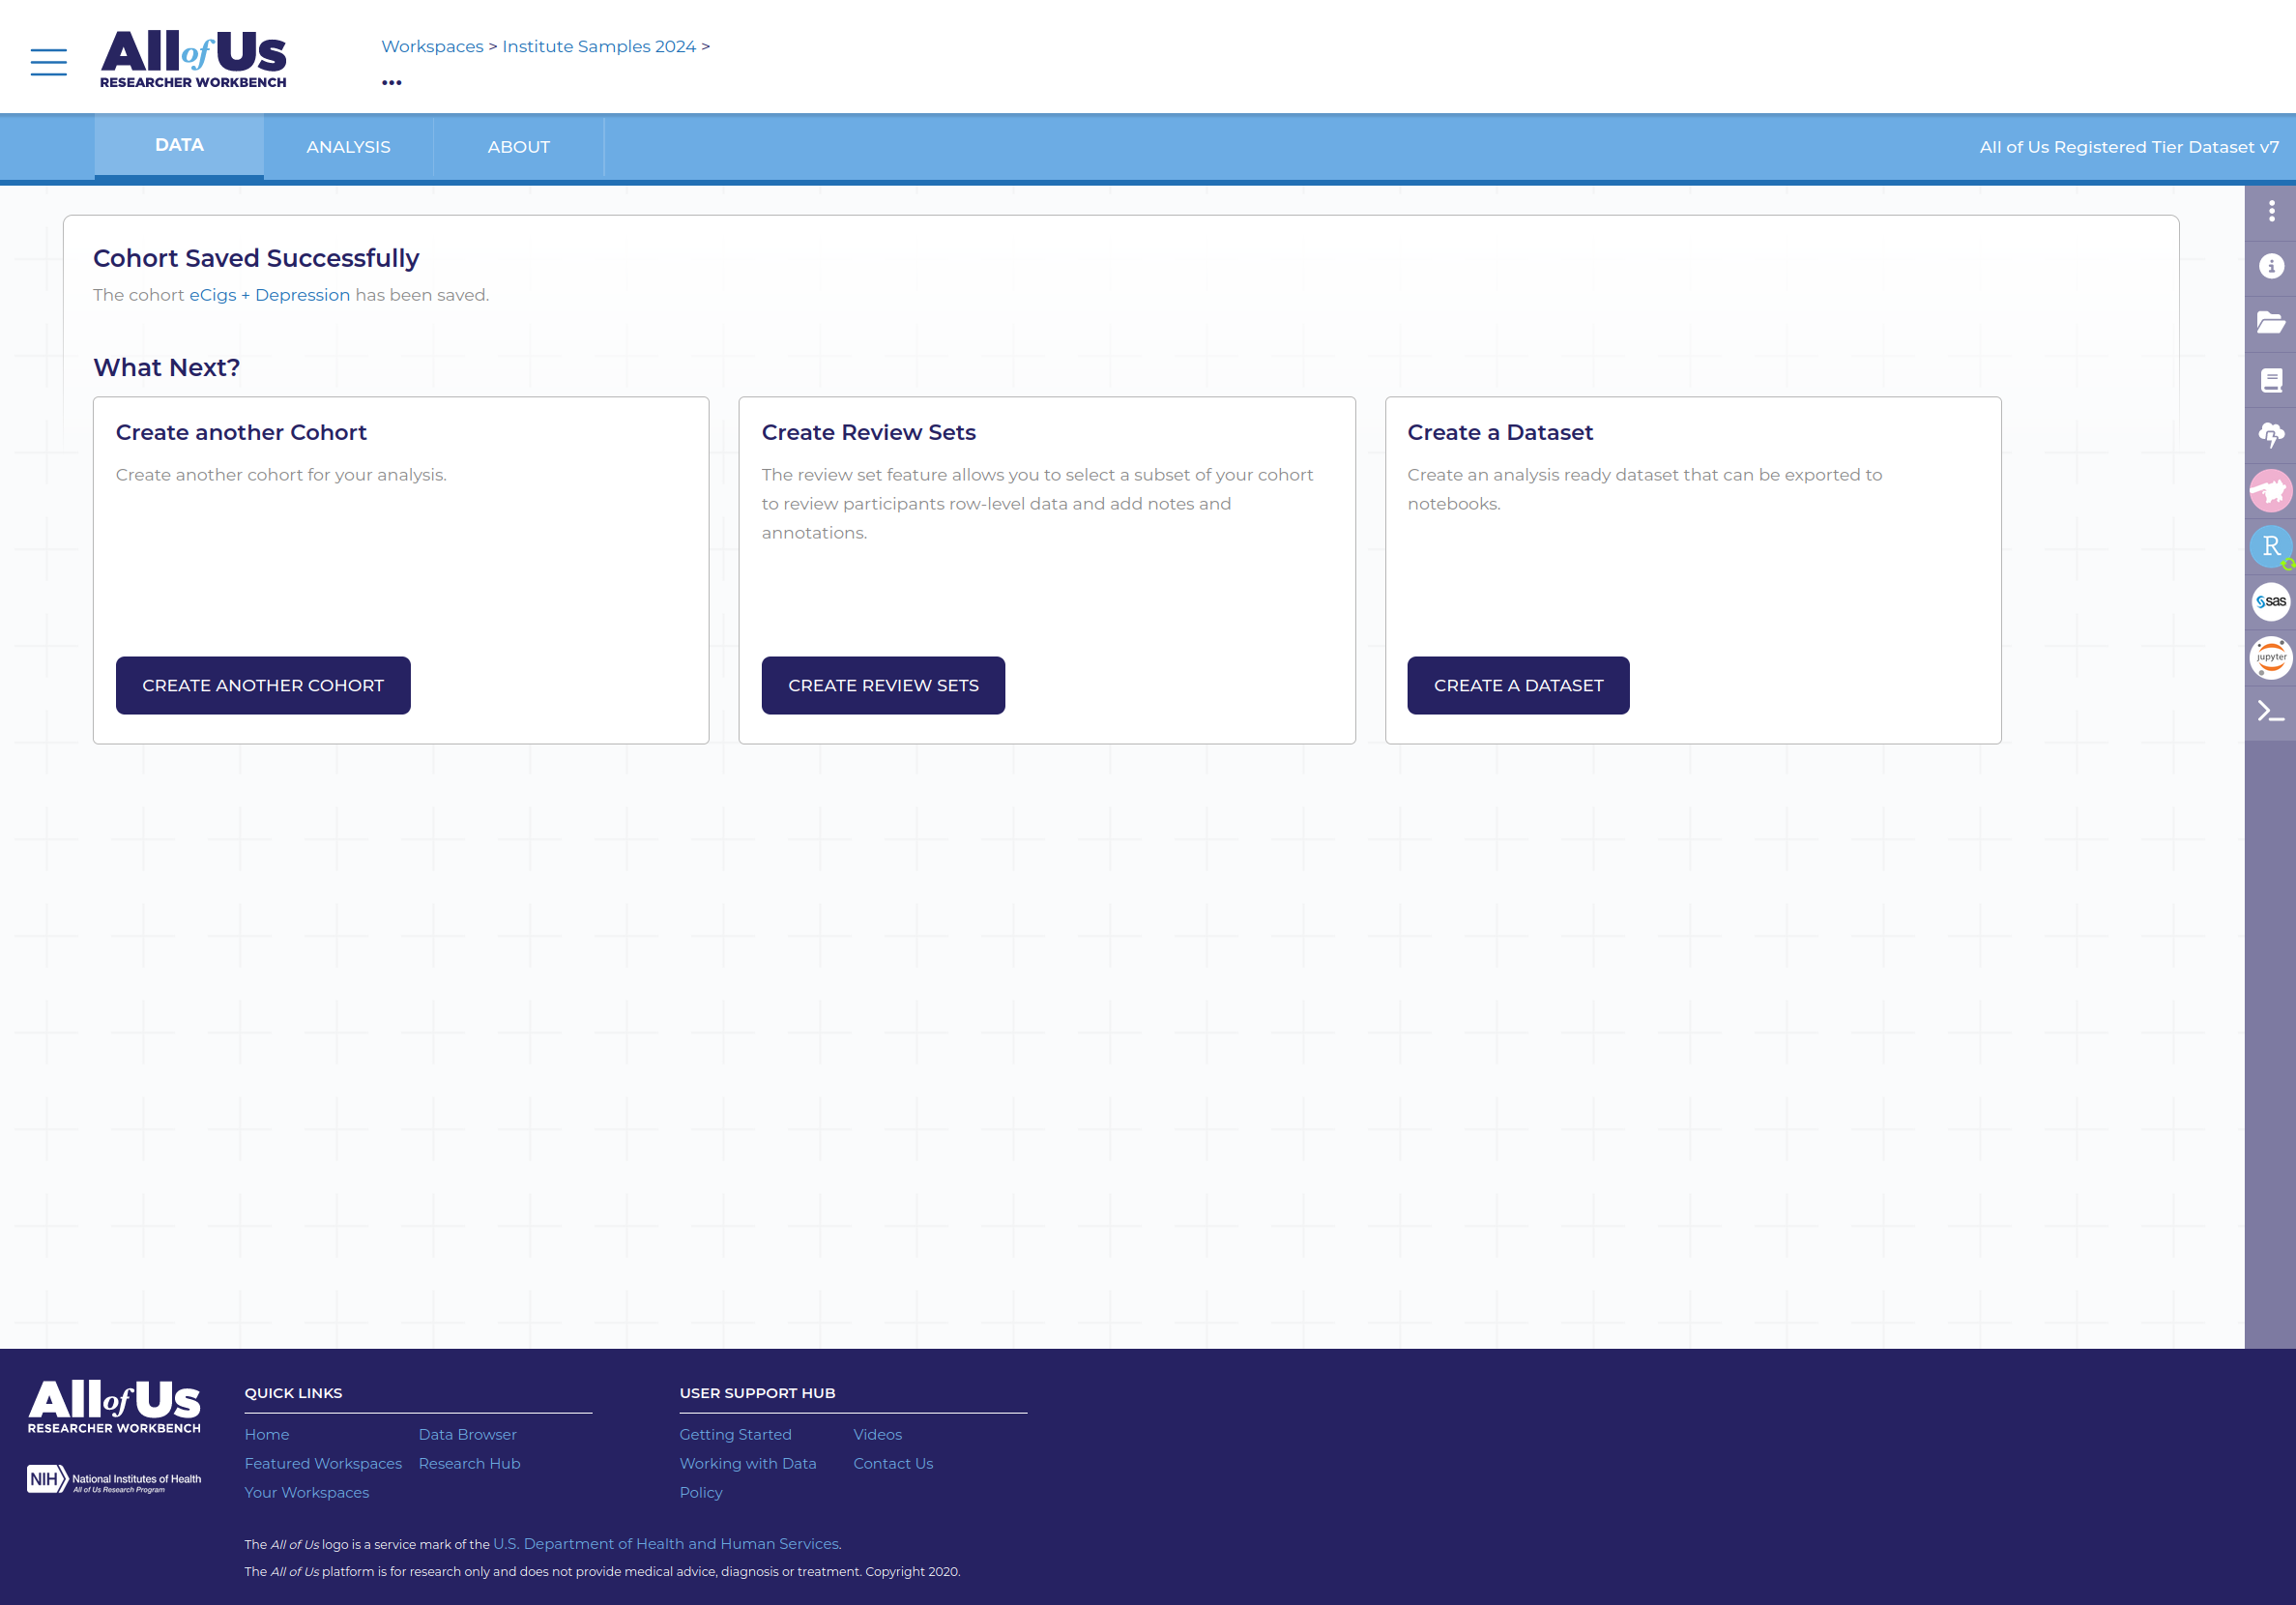 All of Us
RESEARCHER WORKBENCH
Workspaces > Institute Samples 2024 >
•••
DATA
ANALYSIS
ABOUT
All of Us Registered Tier Dataset v7
Cohort Saved Successfully
The cohort eCigs + Depression has been saved.
What Next?
Create another Cohort
Create another cohort for your analysis.
CREATE ANOTHER COHORT
Create Review Sets
The review set feature allows you to select a subset of your cohort
to review participants row-level data and add notes and
annotations.
CREATE REVIEW SETS
Create a Dataset
Create an analysis ready dataset that can be exported to
notebooks.
CREATE A DATASET
R
sas
jupyter
All of Us
RESEARCHER WORKBENCH
NIH National Institutes of Health
All of Us Research Program
QUICK LINKS
Home
Data Browser
Featured Workspaces
Research Hub
Your Workspaces
USER SUPPORT HUB
Getting Started
Videos
Working with Data
Contact Us
Policy
The All of Us logo is a service mark of the U.S. Department of Health and Human Services.
The All of Us platform is for research only and does not provide medical advice, diagnosis or treatment. Copyright 2020.